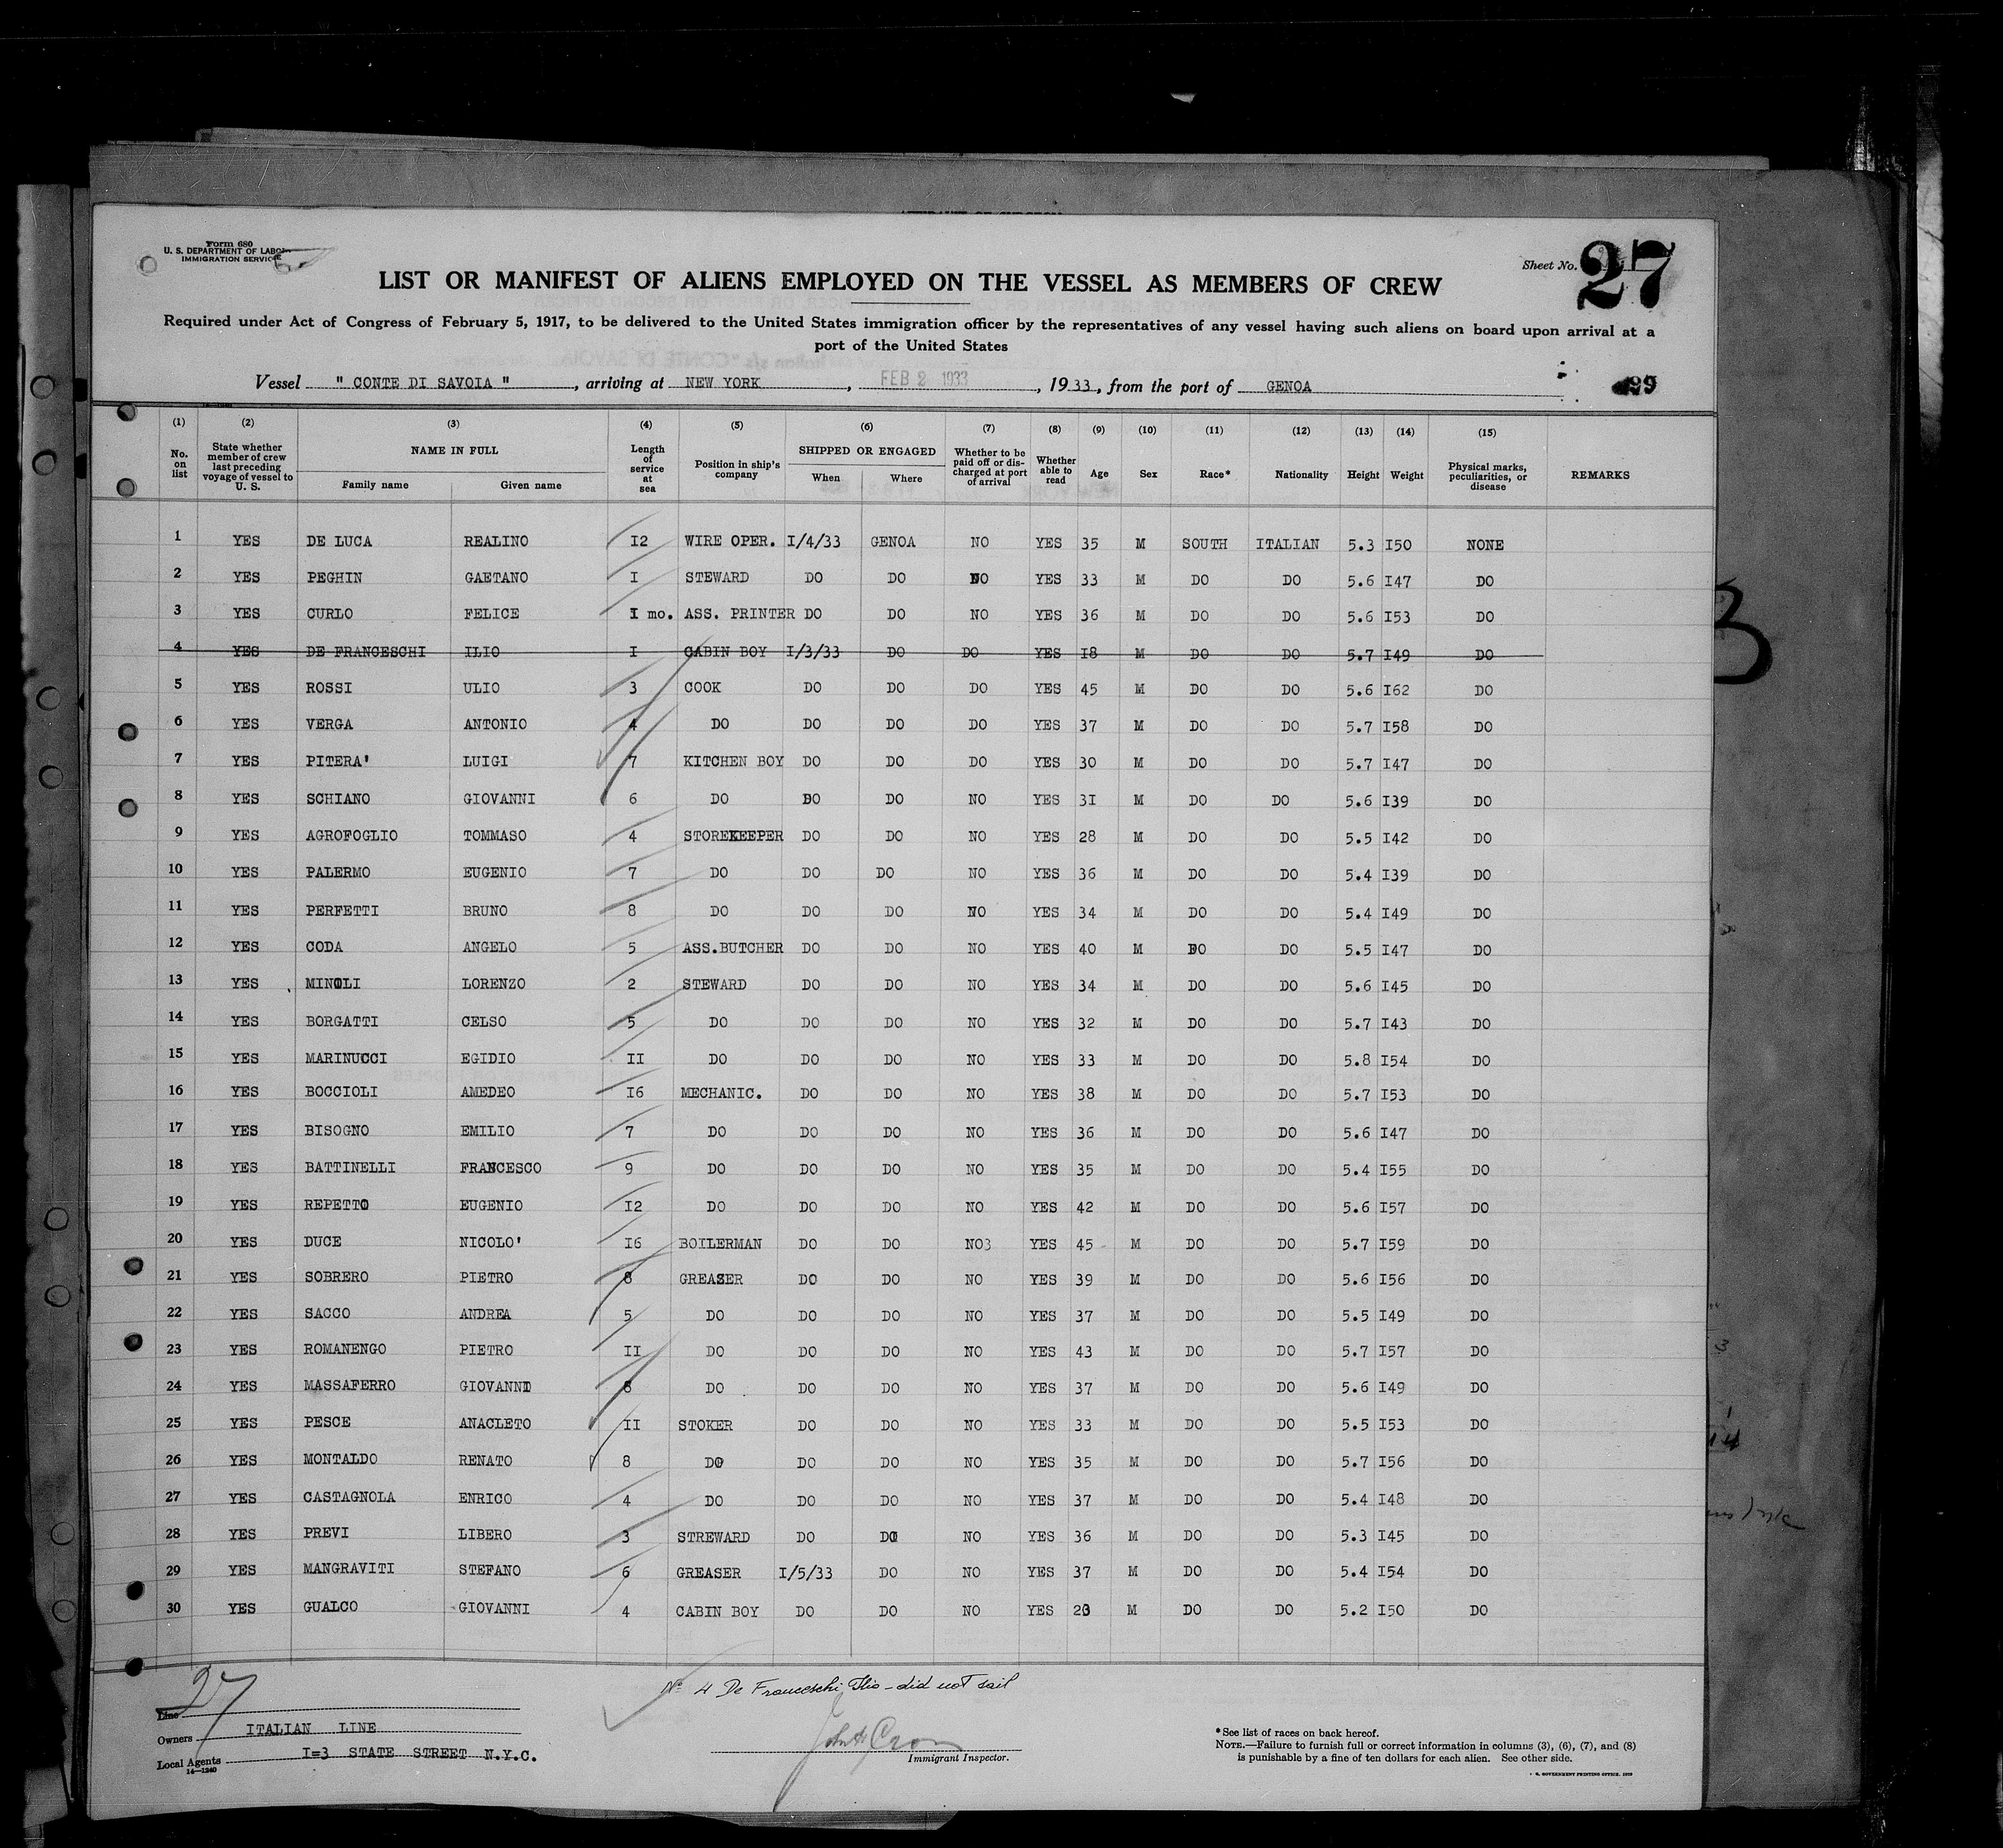 Form 680
U. S. DEPARTMENT OF LABOR
IMMIGRATION SERVICE
Sheet No. 27
LIST OR MANIFEST OF ALIENS EMPLOYED ON THE VESSEL AS MEMBERS OF CREW
Required under Act of Congress of February 5, 1917, to be delivered to the United States immigration officer by the representatives of any vessel having such aliens on board upon arrival at a
port of the United States
Vessel " CONTE DI SAVOIA ", arriving at NEW YORK, FEB 2 1933, 1933, from the port of GENOA
(1) (2) (3) (4) (5) (6) (7) (8) (9) (10) (11) (12) (13) (14) (15)
No. on list | State whether member of crew last preceding voyage of vessel to U. S. | NAME IN FULL Family name Given name | Length of service at sea | Position in ship's company | SHIPPED OR ENGAGED When Where | Whether to be paid off or discharged at port of arrival | Whether able to read | Age | Sex | Race* | Nationality | Height | Weight | Physical marks, peculiarities, or disease | REMARKS
1 YES DE LUCA REALINO I2 WIRE OPER. I/4/33 GENOA NO YES 35 M SOUTH ITALIAN 5.3 I50 NONE
2 YES PEGHIN GAETANO I STEWARD DO DO NO YES 33 M DO DO 5.6 I47 DO
3 YES CURLO FELICE I mo. ASS. PRINTER DO DO NO YES 36 M DO DO 5.6 I53 DO
4 YES DE FRANCESCHI ILIO I CABIN BOY I/3/33 DO DO YES I8 M DO DO 5.7 I49 DO
5 YES ROSSI ULIO 3 COOK DO DO DO YES 45 M DO DO 5.6 I62 DO
6 YES VERGA ANTONIO 4 DO DO DO DO YES 37 M DO DO 5.7 I58 DO
7 YES PITERA' LUIGI 7 KITCHEN BOY DO DO DO YES 30 M DO DO 5.7 I47 DO
8 YES SCHIANO GIOVANNI 6 DO DO DO NO YES 3I M DO DO 5.6 I39 DO
9 YES AGROFOGLIO TOMMASO 4 STOREKEEPER DO DO NO YES 28 M DO DO 5.5 I42 DO
10 YES PALERMO EUGENIO 7 DO DO DO NO YES 36 M DO DO 5.4 I39 DO
11 YES PERFETTI BRUNO 8 DO DO DO NO YES 34 M DO DO 5.4 I49 DO
12 YES CODA ANGELO 5 ASS.BUTCHER DO DO NO YES 40 M DO DO 5.5 I47 DO
13 YES MINOLI LORENZO 2 STEWARD DO DO NO YES 34 M DO DO 5.6 I45 DO
14 YES BORGATTI CELSO 5 DO DO DO NO YES 32 M DO DO 5.7 I43 DO
15 YES MARINUCCI EGIDIO II DO DO DO NO YES 33 M DO DO 5.8 I54 DO
16 YES BOCCIOLI AMEDEO I6 MECHANIC. DO DO NO YES 38 M DO DO 5.7 I53 DO
17 YES BISOGNO EMILIO 7 DO DO DO NO YES 36 M DO DO 5.6 I47 DO
18 YES BATTINELLI FRANCESCO 9 DO DO DO NO YES 35 M DO DO 5.4 I55 DO
19 YES REPETTO EUGENIO I2 DO DO DO NO YES 42 M DO DO 5.6 I57 DO
20 YES DUCE NICOLO' I6 BOILERMAN DO DO NO3 YES 45 M DO DO 5.7 I59 DO
21 YES SOBRERO PIETRO 8 GREASER DO DO NO YES 39 M DO DO 5.6 I56 DO
22 YES SACCO ANDREA 5 DO DO DO NO YES 37 M DO DO 5.5 I49 DO
23 YES ROMANENGO PIETRO II DO DO DO NO YES 43 M DO DO 5.7 I57 DO
24 YES MASSAFERRO GIOVANNI 8 DO DO DO NO YES 37 M DO DO 5.6 I49 DO
25 YES PESCE ANACLETO II STOKER DO DO NO YES 33 M DO DO 5.5 I53 DO
26 YES MONTALDO RENATO 8 DO DO DO NO YES 35 M DO DO 5.7 I56 DO
27 YES CASTAGNOLA ENRICO 4 DO DO DO NO YES 37 M DO DO 5.4 I48 DO
28 YES PREVI LIBERO 3 STREWARD DO DO NO YES 36 M DO DO 5.3 I45 DO
29 YES MANGRAVITI STEFANO 6 GREASER I/5/33 DO NO YES 37 M DO DO 5.4 I54 DO
30 YES GUALCO GIOVANNI 4 CABIN BOY DO DO NO YES 23 M DO DO 5.2 I50 DO
27
Nº 4 De Franceschi Ilio - did not sail
Line
Owners ITALIAN LINE
Local Agents I=3 STATE STREET N.Y.C.
14—1240
Immigrant Inspector.
*See list of races on back hereof.
NOTE.—Failure to furnish full or correct information in columns (3), (6), (7), and (8)
is punishable by a fine of ten dollars for each alien. See other side.